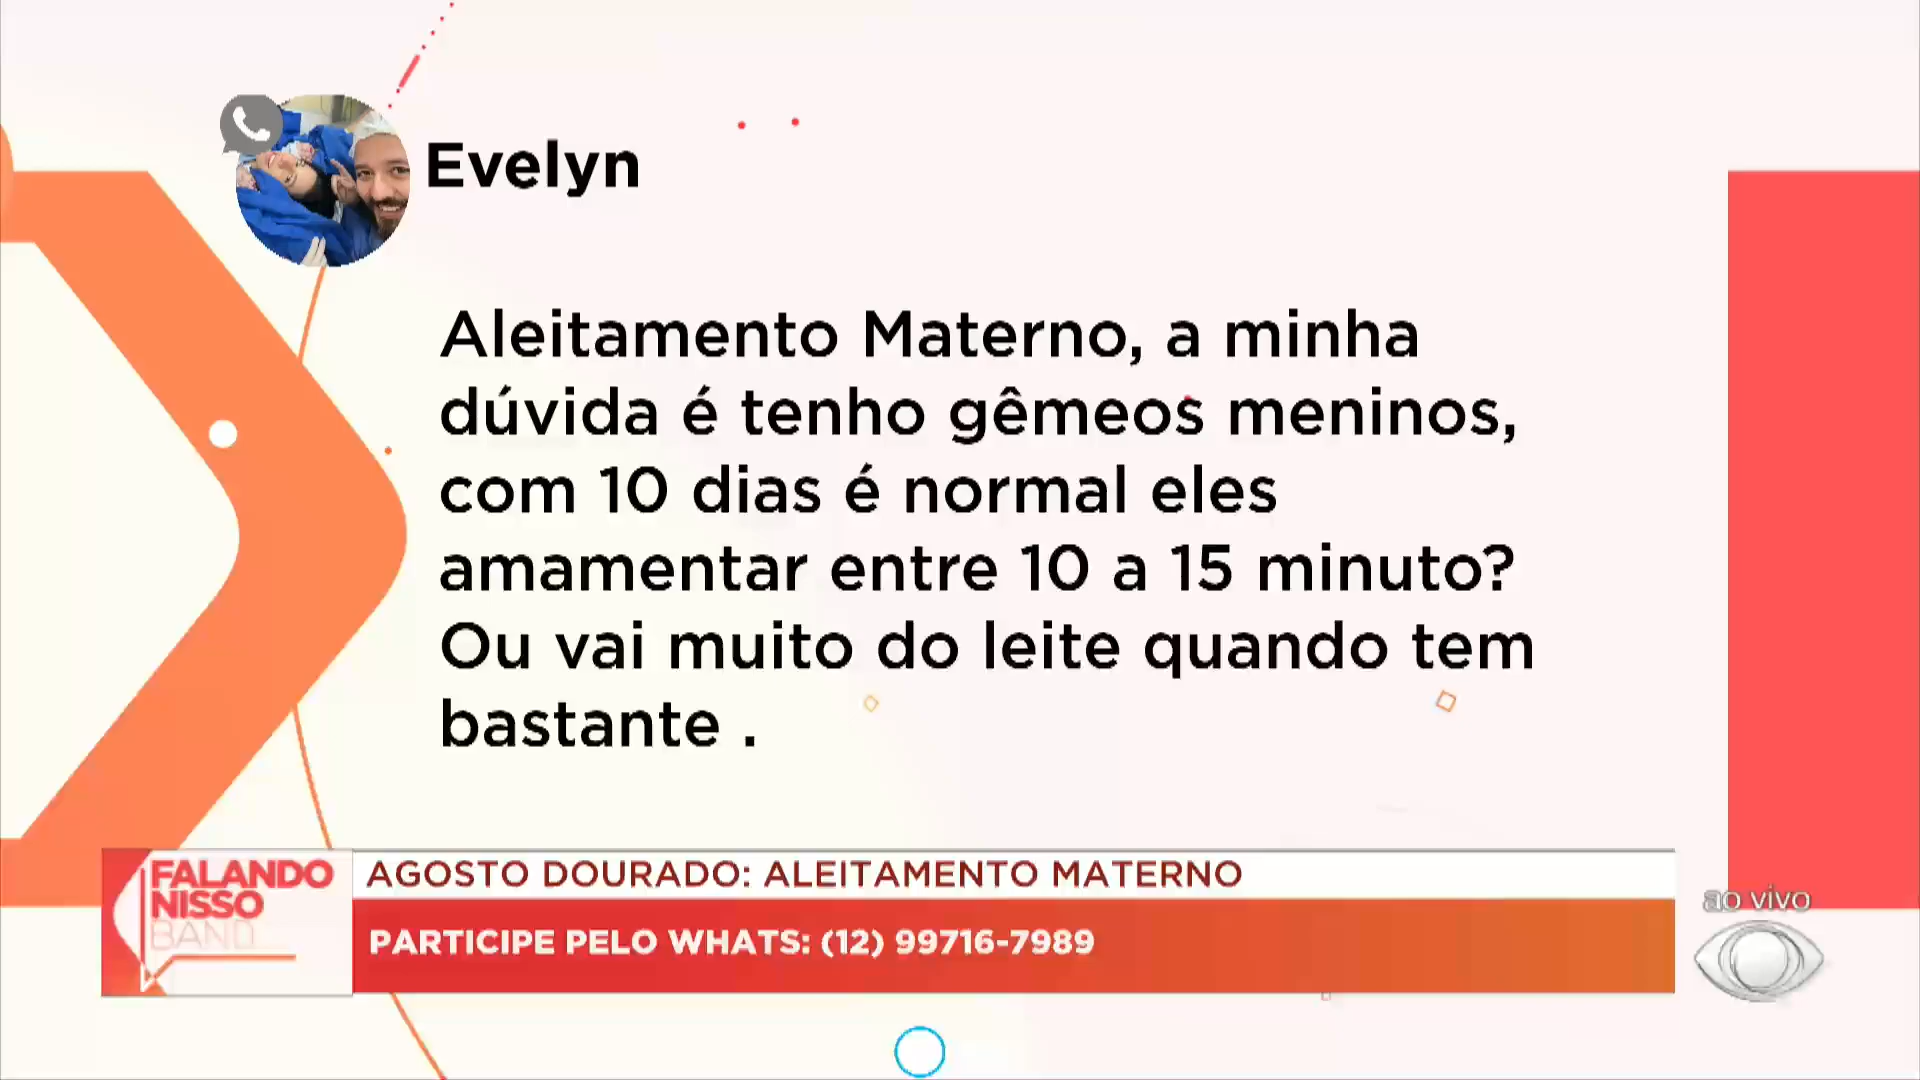 Evelyn
Aleitamento Materno, a minha
dúvida é tenho gêmeos meninos,
com 10 dias é normal eles
amamentar entre 10 a 15 minuto?
Ou vai muito do leite quando tem
bastante .
FALANDO
NISSO
BAND
AGOSTO DOURADO: ALEITAMENTO MATERNO
PARTICIPE PELO WHATS: (12) 99716-7989
ao vivo